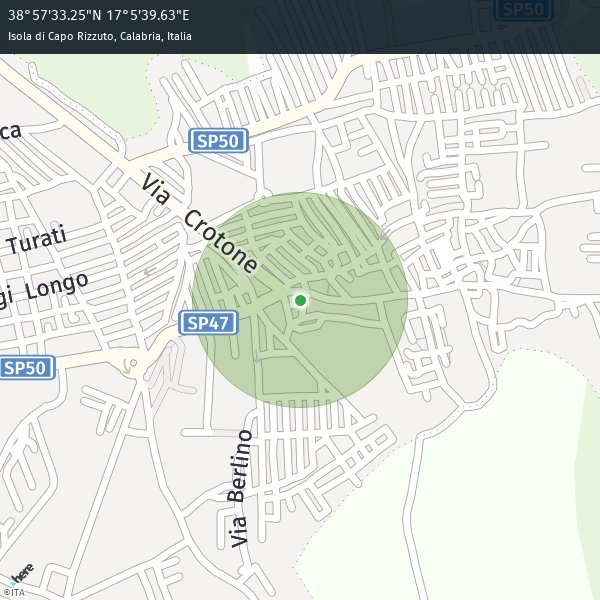 38°57'33.25"N 17°5'39.63"E
Isola di Capo Rizzuto, Calabria, Italia
SP50
ca
SP50
Via Crotone
Turati
gi Longo
SP47
SP50
Via Berlino
here
©ITA